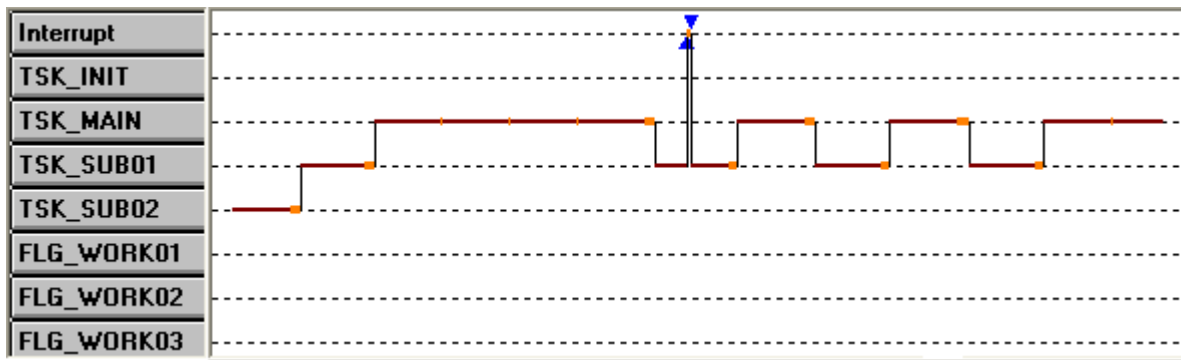 Interrupt
TSK_INIT
TSK_MAIN
TSK_SUB01
TSK_SUB02
FLG_WORK01
FLG_WORK02
FLG_WORK03